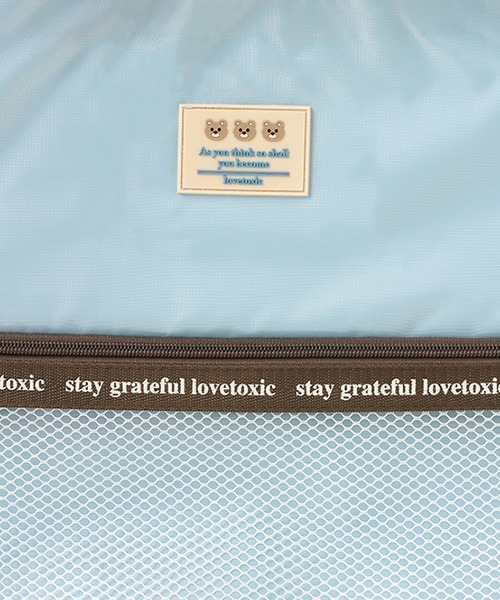 As you think so shall
you become
lovetoxic
toxic stay grateful lovetoxic stay grateful lovetoxic